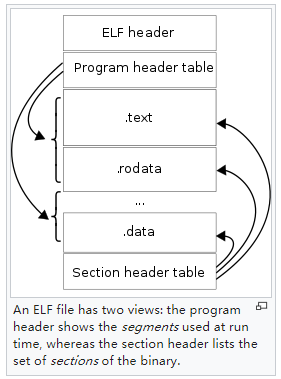 ELF header
Program header table
.text
.rodata
...
.data
Section header table
An ELF file has two views: the program
header shows the segments used at run
time, whereas the section header lists the
set of sections of the binary.